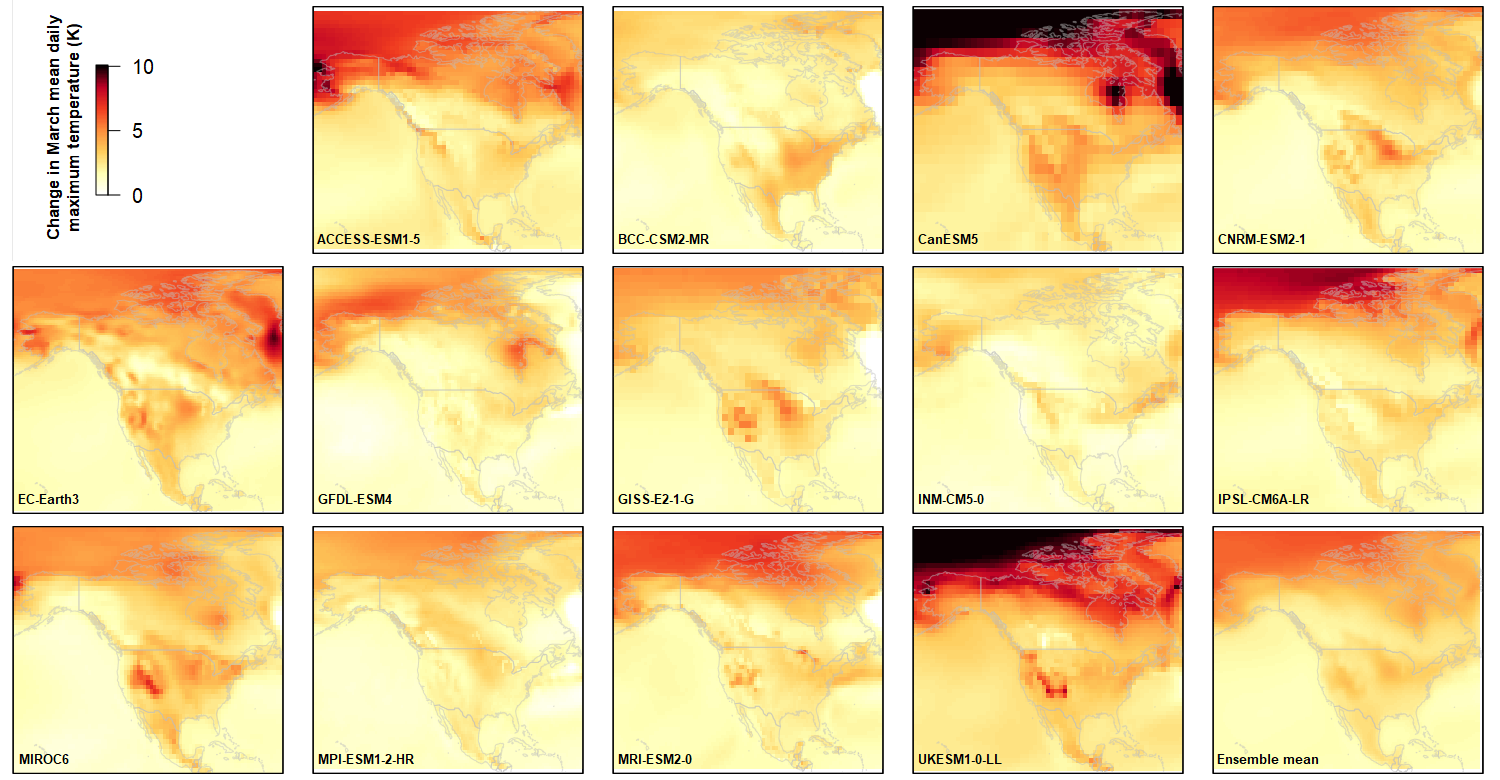 Change in March mean daily
maximum temperature (K)
10
5
0
ACCESS-ESM1-5
BCC-CSM2-MR
CanESM5
CNRM-ESM2-1
EC-Earth3
GFDL-ESM4
GISS-E2-1-G
INM-CM5-0
IPSL-CM6A-LR
MIROC6
MPI-ESM1-2-HR
MRI-ESM2-0
UKESM1-0-LL
Ensemble mean